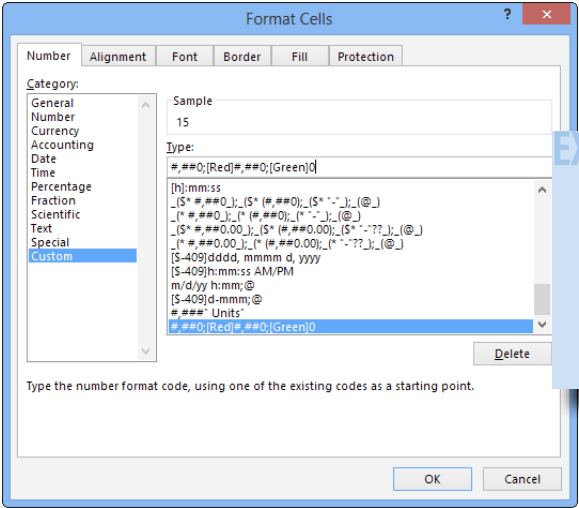 Format Cells
?
×
Number Alignment Font Border Fill Protection
Category:
General
Number
Currency
Accounting
Date
Time
Percentage
Fraction
Scientific
Text
Special
Custom
Sample
15
Type:
#,##0;[Red]#,##0;[Green]0
[h]:mm:ss
_($* #,##0_);_($* (#,##0);_($* "-"_);_(@_)
_(* #,##0_);_(* (#,##0);_(* "-"_);_(@_)
_($* #,##0.00_);_($* (#,##0.00);_($* "-"??_);_(@_)
_(* #,##0.00_);_(* (#,##0.00);_(* "-"??_);_(@_)
[$-409]dddd, mmmm d, yyyy
[$-409]h:mm:ss AM/PM
m/d/yy h:mm;@
[$-409]d-mmm;@
#,###" Units"
#,##0;[Red]#,##0;[Green]0
Delete
Type the number format code, using one of the existing codes as a starting point.
OK Cancel